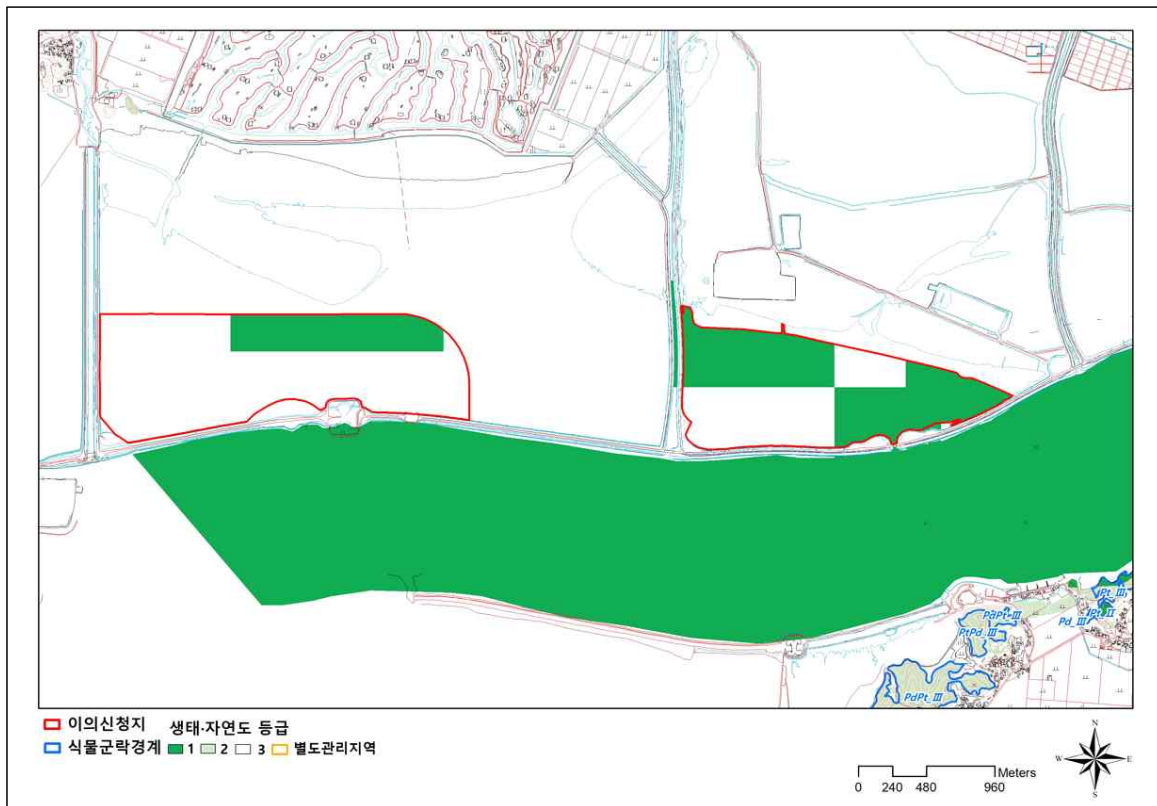 Pt_III
PdPt_III
Pt_II
Pd_III
PtPd_III
PdPt_III
이의신청지 생태·자연도 등급
식물군락경계 1 2 3 별도관리지역
N
W E
S
Meters
0 240 480 960